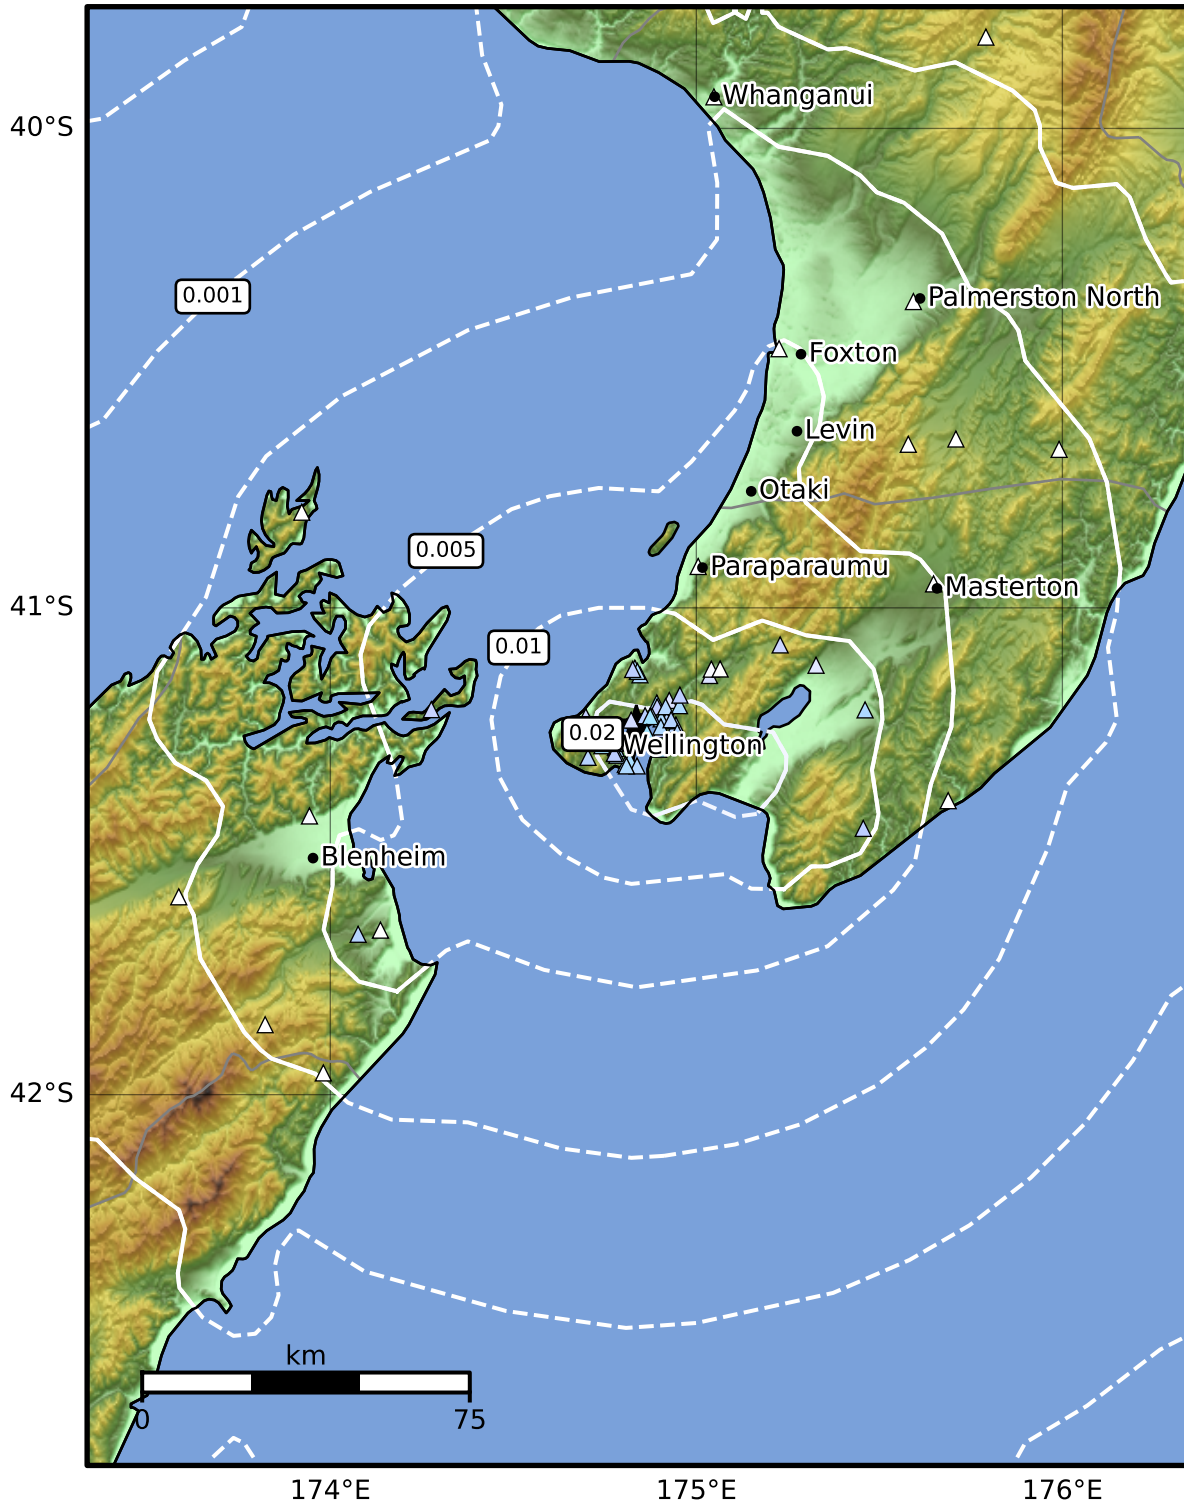 Whanganui
40°S
0.001
Palmerston North
Foxton
Levin
Otaki
0.005
Paraparaumu
Masterton
41°S
0.01
0.02
Wellington
Blenheim
42°S
km
0
75
174°E
175°E
176°E